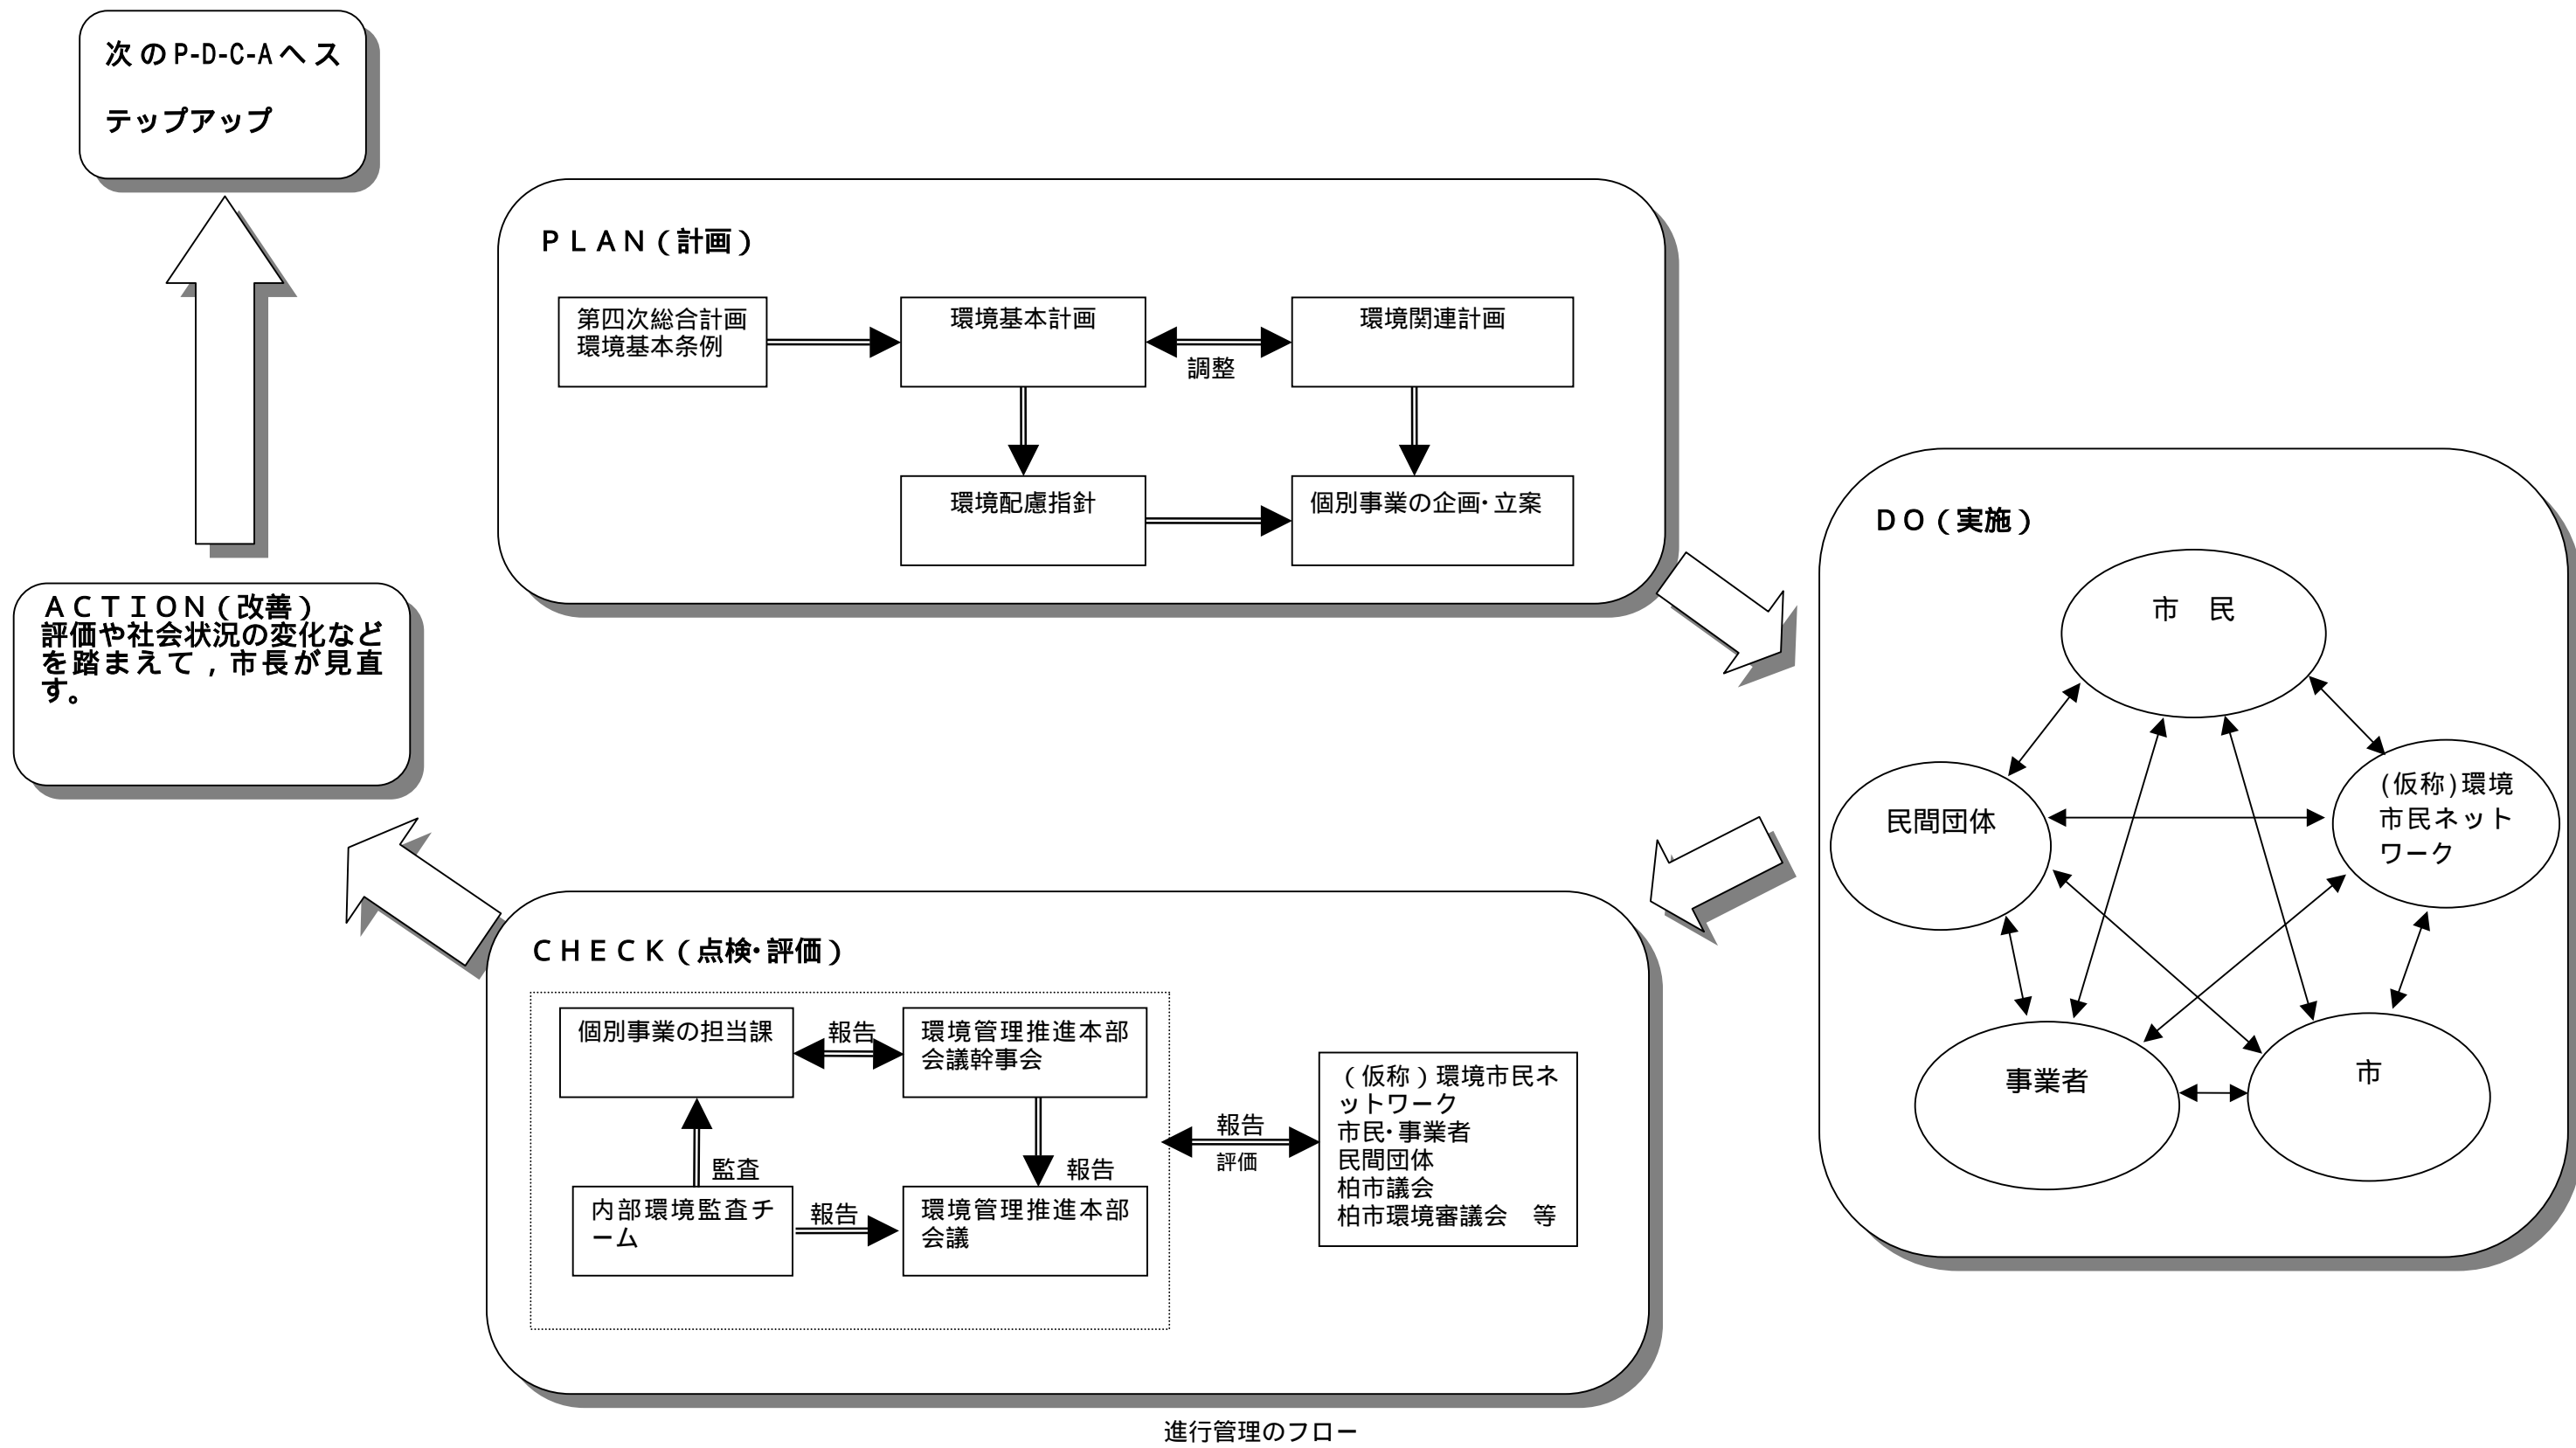 次のP-D-C-Aへス
テップアップ
ＰＬＡＮ（計画）
第四次総合計画
環境基本条例
環境基本計画
調整
環境関連計画
環境配慮指針
個別事業の企画・立案
ＤＯ（実施）
市　民
民間団体
(仮称)環境
市民ネット
ワーク
事業者
市
ＡＣＴＩＯＮ（改善）
評価や社会状況の変化など
を踏まえて，市長が見直
す。
ＣＨＥＣＫ（点検・評価）
個別事業の担当課
報告
環境管理推進本部
会議幹事会
監査
報告
内部環境監査チ
ーム
報告
環境管理推進本部
会議
報告
評価
（仮称）環境市民ネ
ットワーク
市民・事業者
民間団体
柏市議会
柏市環境審議会　等
進行管理のフロー